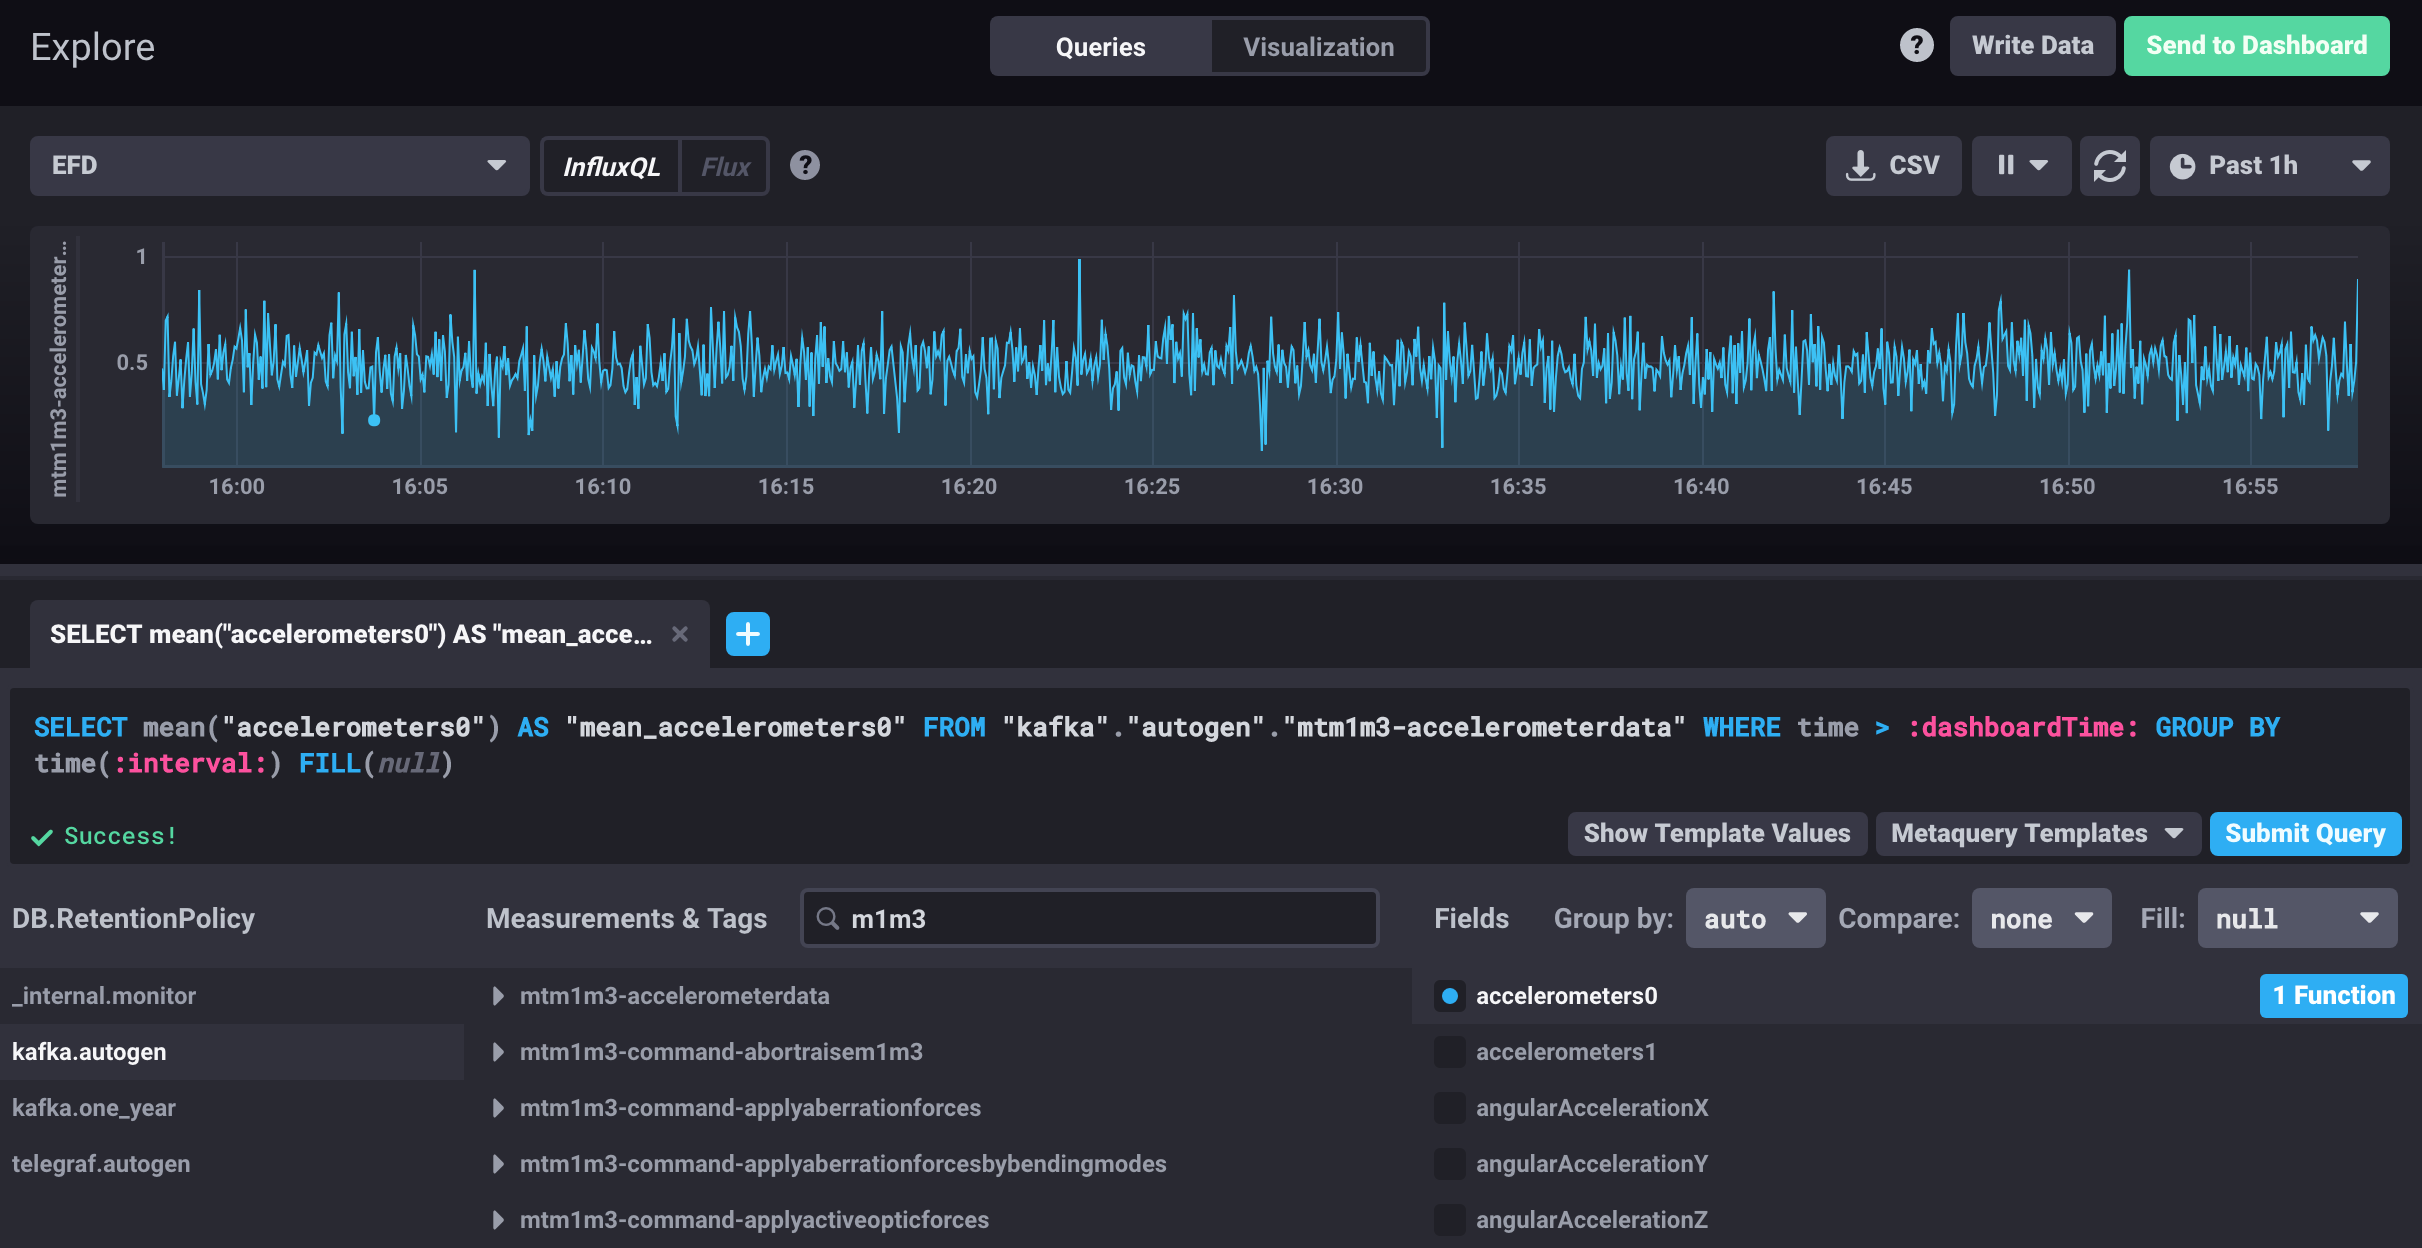 Explore
Queries
Visualization
?
Write Data
Send to Dashboard
EFD
InfluxQL
Flux
?
CSV
Past 1h
mtm1m3-accelerometer...
1
0.5
16:00
16:05
16:10
16:15
16:20
16:25
16:30
16:35
16:40
16:45
16:50
16:55
SELECT mean("accelerometers0") AS "mean_acce...
SELECT mean("accelerometers0") AS "mean_accelerometers0" FROM "kafka"."autogen"."mtm1m3-accelerometerdata" WHERE time > :dashboardTime: GROUP BY
time(:interval:) FILL(null)
Success!
Show Template Values
Metaquery Templates
Submit Query
DB.RetentionPolicy
_internal.monitor
kafka.autogen
kafka.one_year
telegraf.autogen
Measurements & Tags
m1m3
mtm1m3-accelerometerdata
mtm1m3-command-abortraisem1m3
mtm1m3-command-applyaberrationforces
mtm1m3-command-applyaberrationforcesbybendingmodes
mtm1m3-command-applyactiveopticforces
Fields
Group by:
auto
Compare:
none
Fill:
null
accelerometers0
1 Function
accelerometers1
angularAccelerationX
angularAccelerationY
angularAccelerationZ